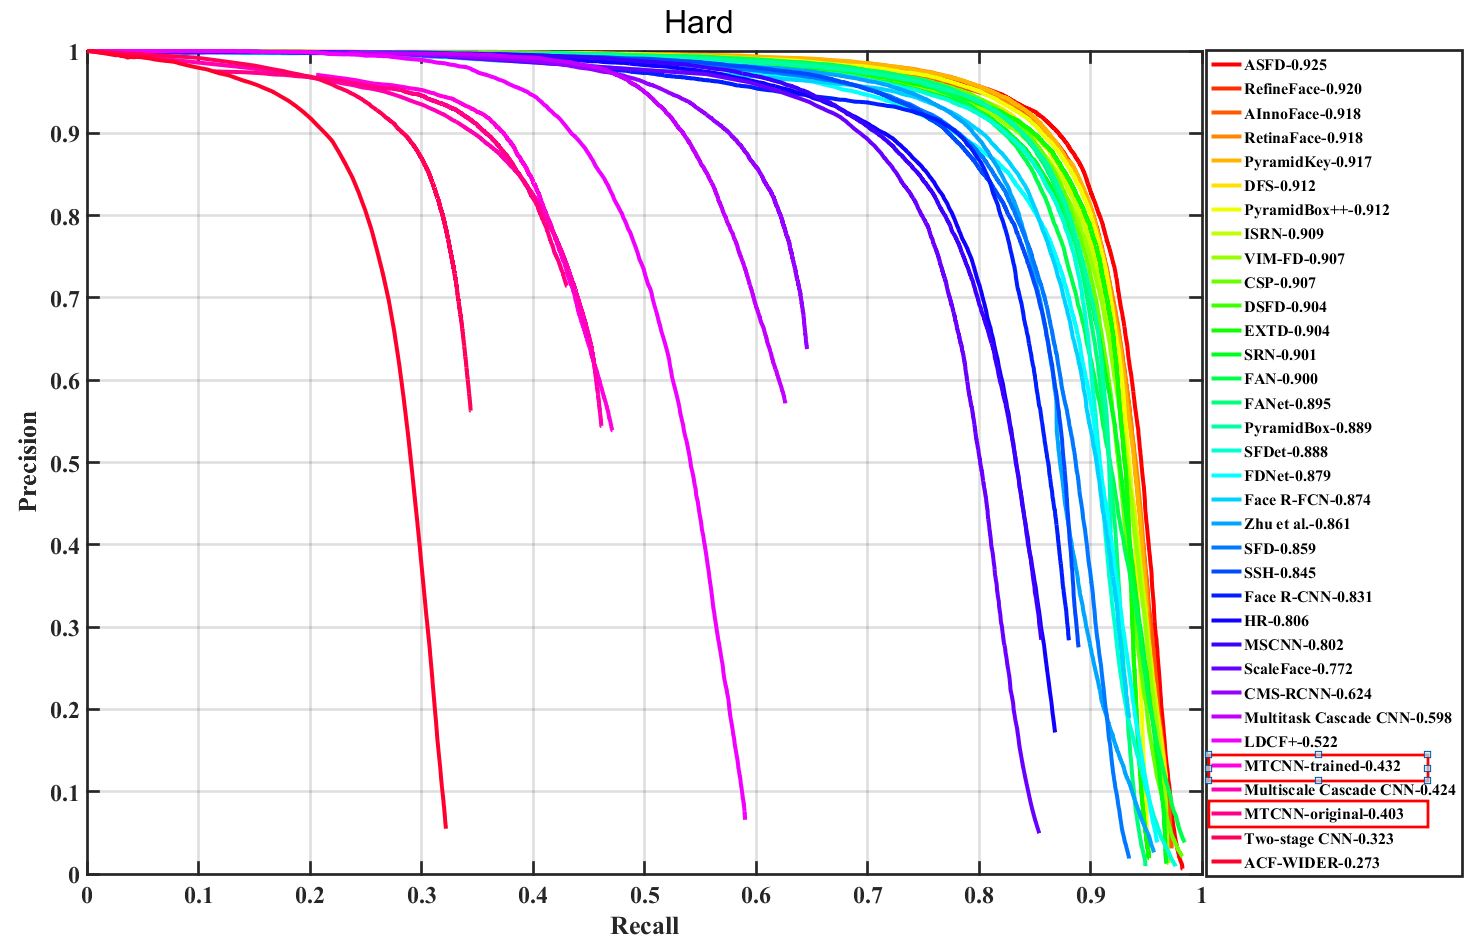 Hard
1
0.9
0.8
0.7
0.6
0.5
0.4
0.3
0.2
0.1
0
Precision
0 0.1 0.2 0.3 0.4 0.5 0.6 0.7 0.8 0.9 1
Recall
ASFD-0.925
RefineFace-0.920
AInnoFace-0.918
RetinaFace-0.918
PyramidKey-0.917
DFS-0.912
PyramidBox++-0.912
ISRN-0.909
VIM-FD-0.907
CSP-0.907
DSFD-0.904
EXTD-0.904
SRN-0.901
FAN-0.900
FANet-0.895
PyramidBox-0.889
SFDet-0.888
FDNet-0.879
Face R-FCN-0.874
Zhu et al.-0.861
SFD-0.859
SSH-0.845
Face R-CNN-0.831
HR-0.806
MSCNN-0.802
ScaleFace-0.772
CMS-RCNN-0.624
Multitask Cascade CNN-0.598
LDCF+-0.522
MTCNN-trained-0.432
Multiscale Cascade CNN-0.424
MTCNN-original-0.403
Two-stage CNN-0.323
ACF-WIDER-0.273